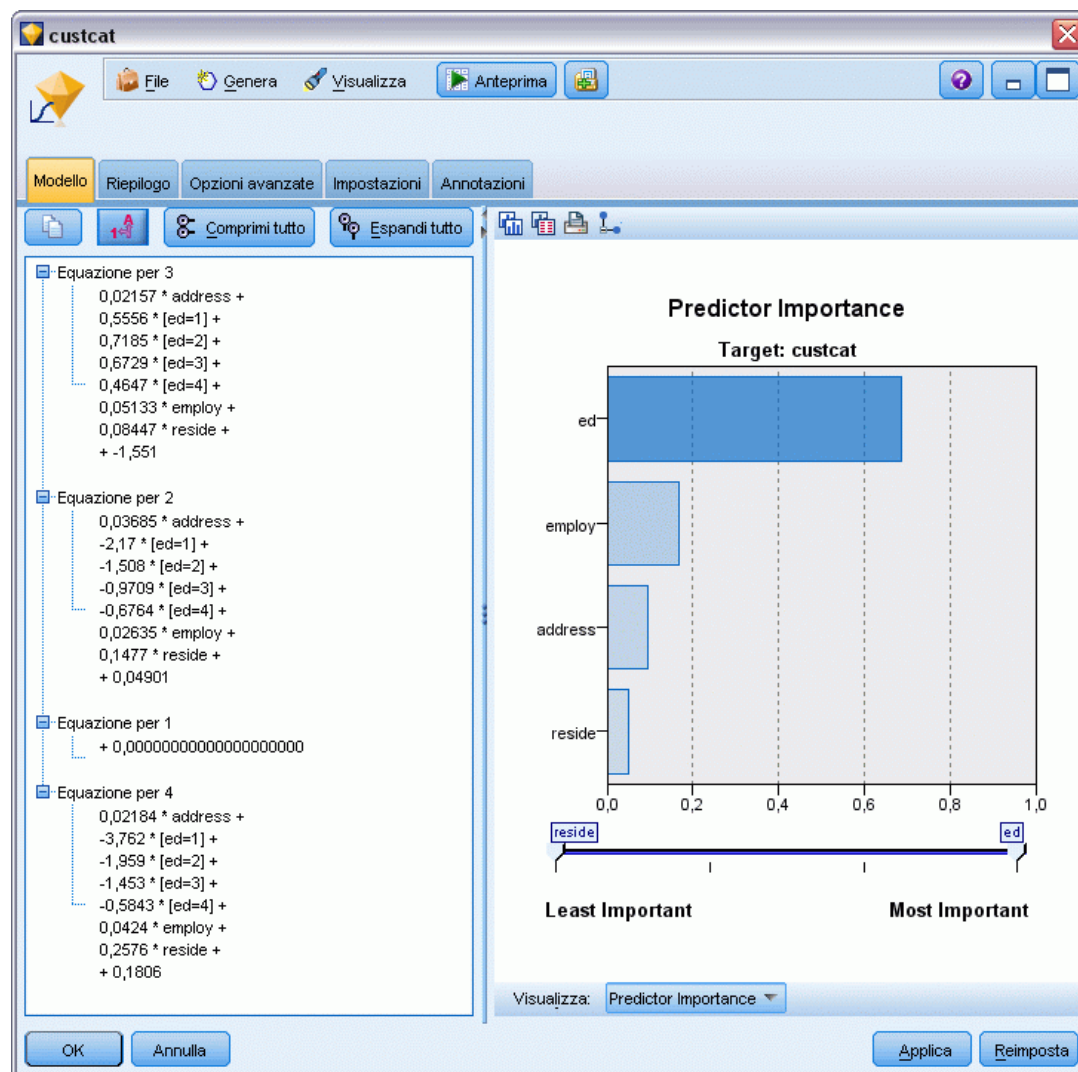 custcat
File Genera Visualizza Anteprima
Modello Riepilogo Opzioni avanzate Impostazioni Annotazioni
Comprimi tutto Espandi tutto
Equazione per 3
0,02157 * address +
0,5556 * [ed=1] +
0,7185 * [ed=2] +
0,6729 * [ed=3] +
0,4647 * [ed=4] +
0,05133 * employ +
0,08447 * reside +
+ -1,551
Equazione per 2
0,03685 * address +
-2,17 * [ed=1] +
-1,508 * [ed=2] +
-0,9709 * [ed=3] +
-0,6764 * [ed=4] +
0,02635 * employ +
0,1477 * reside +
+ 0,04901
Equazione per 1
+ 0,00000000000000000000
Equazione per 4
0,02184 * address +
-3,762 * [ed=1] +
-1,959 * [ed=2] +
-1,453 * [ed=3] +
-0,5843 * [ed=4] +
0,0424 * employ +
0,2576 * reside +
+ 0,1806
Predictor Importance
Target: custcat
ed
employ
address
reside
0,0 0,2 0,4 0,6 0,8 1,0
reside ed
Least Important Most Important
Visualizza: Predictor Importance
OK Annulla Applica Reimposta